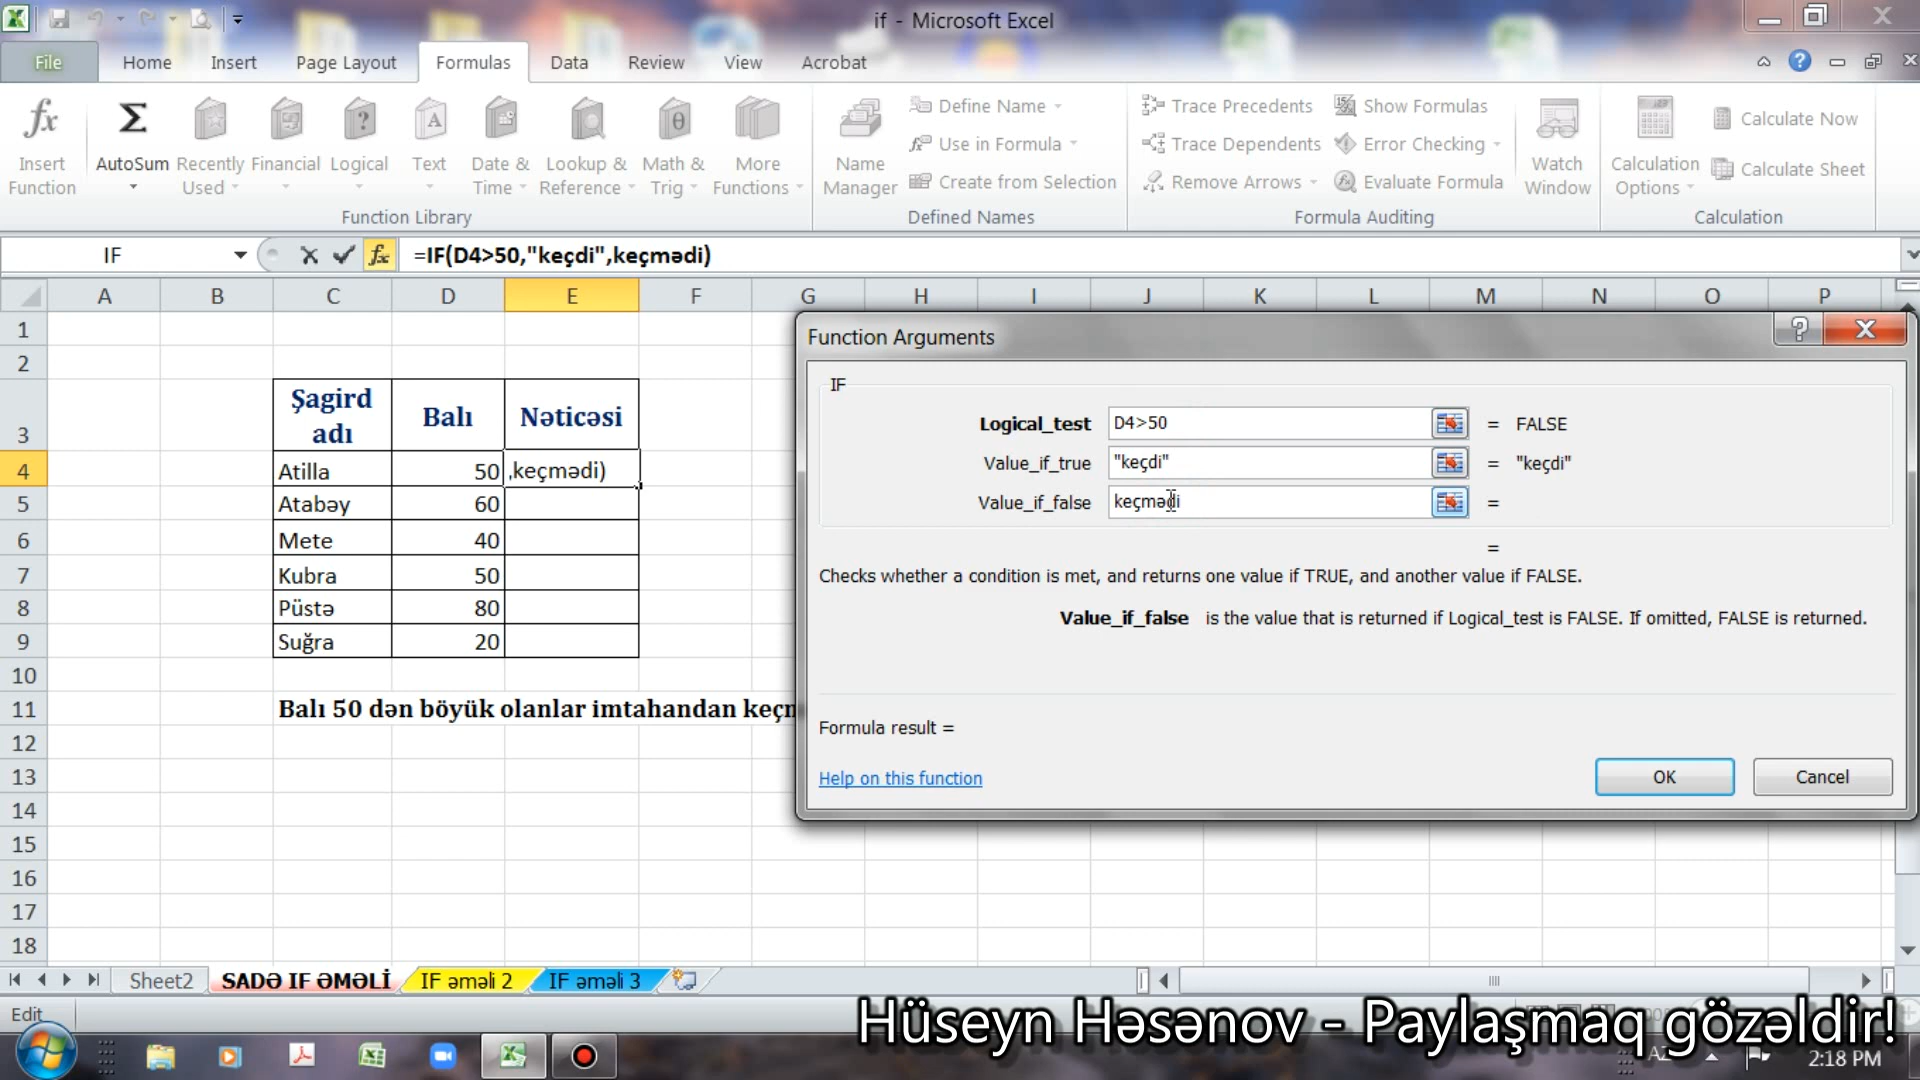 if - Microsoft Excel
File Home Insert Page Layout Formulas Data Review View Acrobat
Insert Function
AutoSum
Recently Used
Financial
Logical
Text
Date & Time
Lookup & Reference
Math & Trig
More Functions
Function Library
Name Manager
Define Name
Use in Formula
Create from Selection
Defined Names
Trace Precedents
Trace Dependents
Remove Arrows
Show Formulas
Error Checking
Evaluate Formula
Watch Window
Formula Auditing
Calculation Options
Calculate Now
Calculate Sheet
Calculation
IF
=IF(D4>50,"keçdi",keçmədi)
A B C D E F G H I J K L M N O P
1
2
3 Şagird adı Balı Nəticəsi
4 Atilla 50 ,keçmədi)
5 Atabəy 60
6 Mete 40
7 Kubra 50
8 Püstə 80
9 Suğra 20
10
11 Balı 50 dən böyük olanlar imtahandan
12
13
14
15
16
17
18
Function Arguments
IF
Logical_test D4>50 = FALSE
Value_if_true "keçdi" = "keçdi"
Value_if_false keçmədi =
=
Checks whether a condition is met, and returns one value if TRUE, and another value if FALSE.
Value_if_false is the value that is returned if Logical_test is FALSE. If omitted, FALSE is returned.
Formula result =
Help on this function
OK
Cancel
Sheet2 SADƏ IF ƏMƏLİ IF əməli 2 IF əməli 3
Edit
Hüseyn Həsənov - Paylaşmaq gözəldir!
AZ
2:18 PM